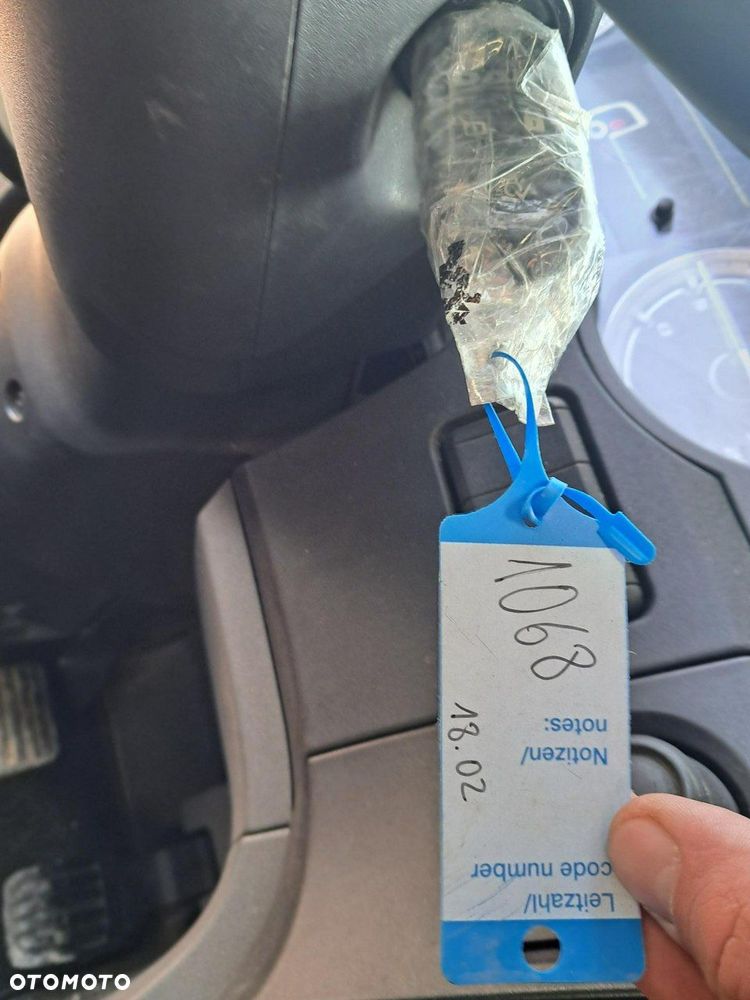 1068
18.02
Notizen/
notes:
Leitzahl/
code number
OTOMOTO